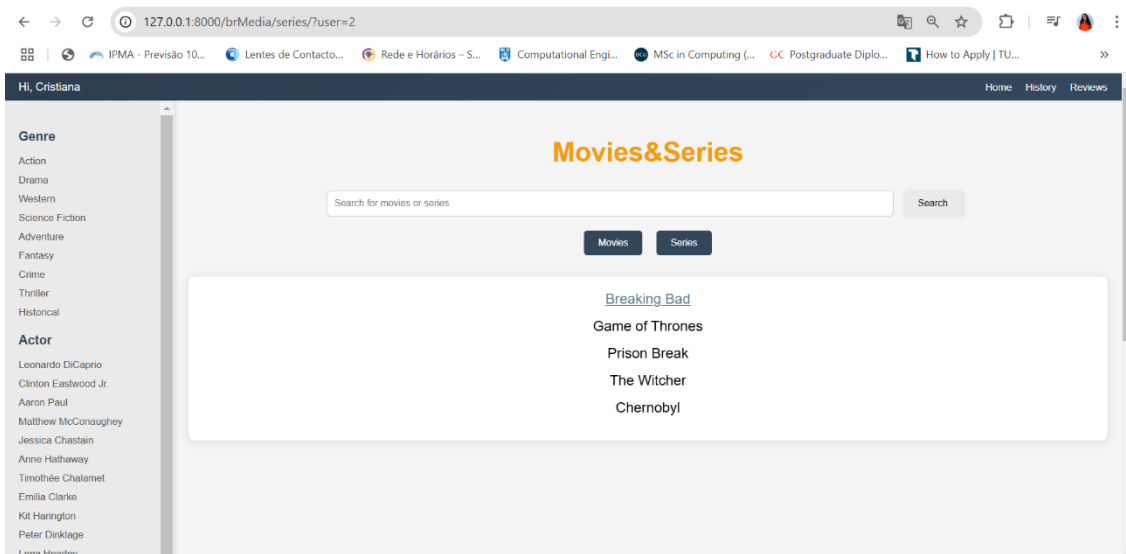 127.0.0.1:8000/brMedia/series/?user=2
IPMA - Previsão 10... Lentes de Contacto... Rede e Horários – S... Computational Engi... MSc in Computing (... GC Postgraduate Diplo... How to Apply | TU...
Hi, Cristiana Home History Reviews
Genre
Action
Drama
Western
Science Fiction
Adventure
Fantasy
Crime
Thriller
Historical
Actor
Leonardo DiCaprio
Clinton Eastwood Jr.
Aaron Paul
Matthew McConaughey
Jessica Chastain
Anne Hathaway
Timothée Chalamet
Emilia Clarke
Kit Harington
Peter Dinklage
Lena Headey
Movies&Series
Search for movies or series Search
Movies Series
Breaking Bad
Game of Thrones
Prison Break
The Witcher
Chernobyl